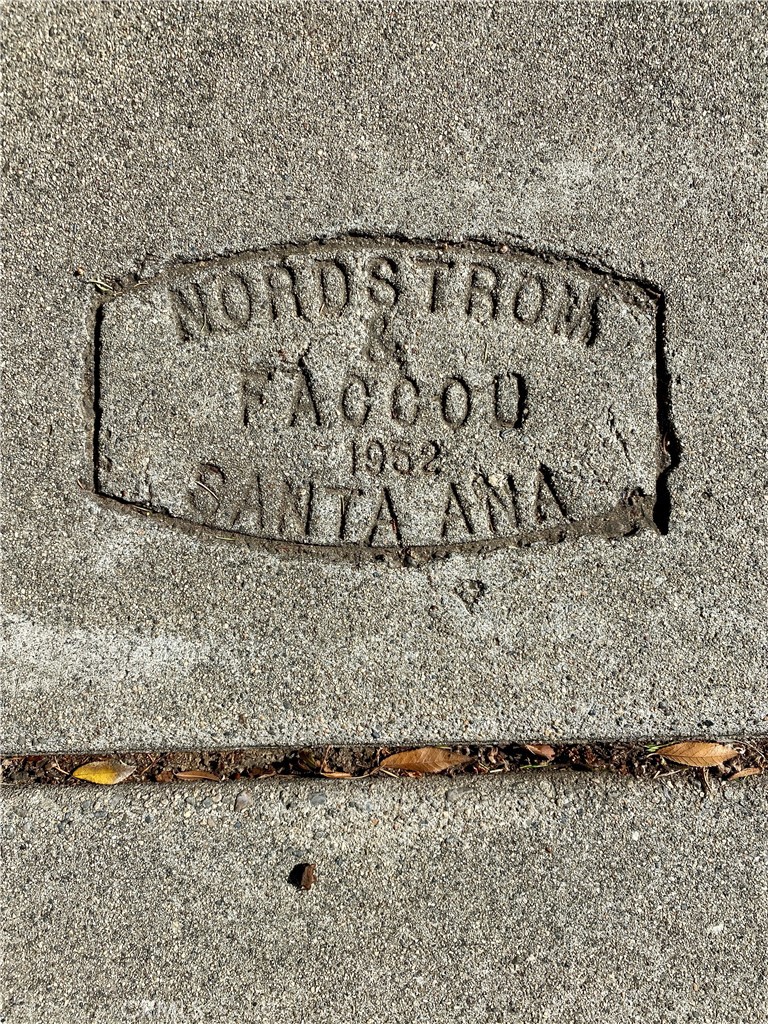 NORDSTROM
&
FACCOU
1952
SANTA ANA